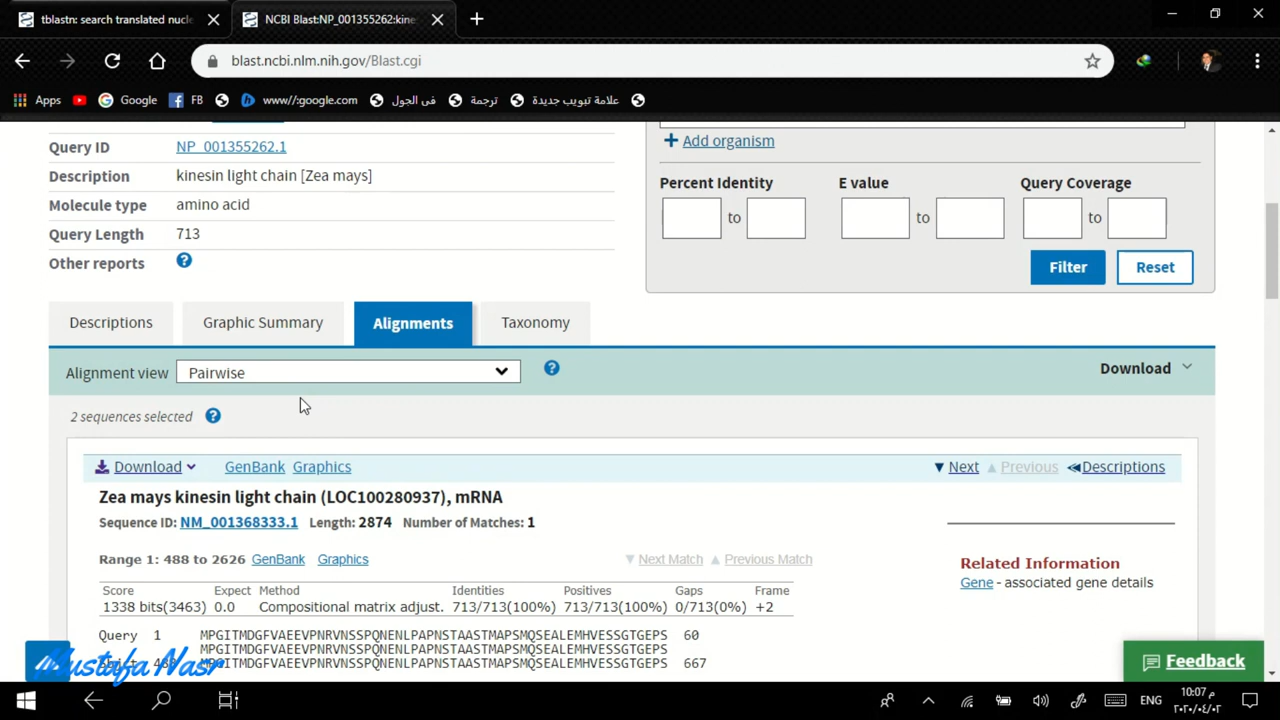 tblastn: search translated nucle
NCBI Blast:NP_001355262:kine
blast.ncbi.nlm.nih.gov/Blast.cgi
Apps
Google
FB
www//:google.com
فى الجول
ترجمة
علامة تبويب جديدة
Query ID NP_001355262.1
Description kinesin light chain [Zea mays]
Molecule type amino acid
Query Length 713
Other reports
Add organism
Percent Identity E value Query Coverage
to to to
Filter Reset
Descriptions Graphic Summary Alignments Taxonomy
Alignment view Pairwise Download
2 sequences selected
Download GenBank Graphics Next Previous Descriptions
Zea mays kinesin light chain (LOC100280937), mRNA
Sequence ID: NM_001368333.1 Length: 2874 Number of Matches: 1
Range 1: 488 to 2626 GenBank Graphics Next Match Previous Match
Related Information
Gene - associated gene details
Score Expect Method Identities Positives Gaps Frame
1338 bits(3463) 0.0 Compositional matrix adjust. 713/713(100%) 713/713(100%) 0/713(0%) +2
Query 1 MPGITMDGFVAEEVPNRVNSSPQNENLPAPNSTAASTMAPSMQSEALEMHVESSGTGEPS 60
MPGITMDGFVAEEVPNRVNSSPQNENLPAPNSTAASTMAPSMQSEALEMHVESSGTGEPS
MPGITMDGFVAEEVPNRVNSSPQNENLPAPNSTAASTMAPSMQSEALEMHVESSGTGEPS 667
Mustafa Nasr
Feedback
ENG
10:07 م
٢٠٢٠/٠٤/٠٢